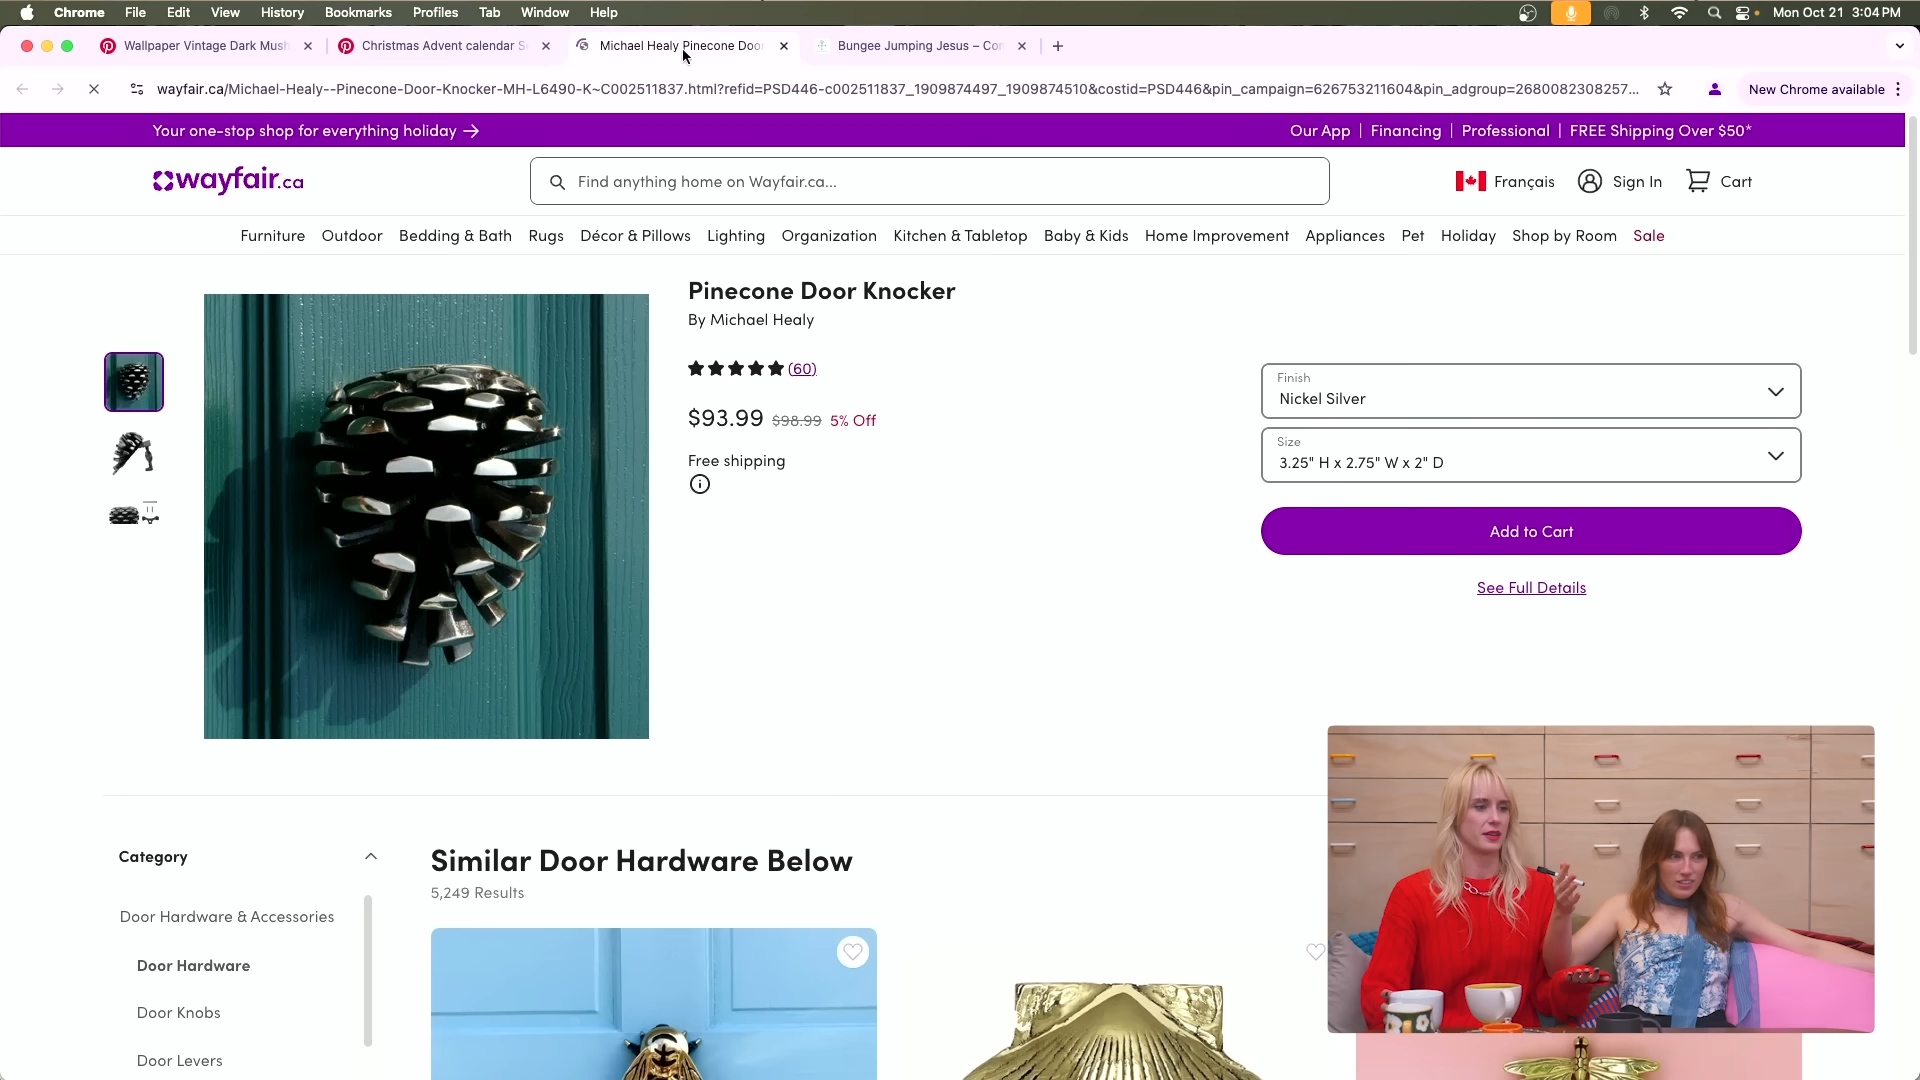 Chrome File Edit View History Bookmarks Profiles Tab Window Help Mon Oct 21 3:04 PM
Wallpaper Vintage Dark Mush Christmas Advent calendar S Michael Healy Pinecone Door Bungee Jumping Jesus – Con
wayfair.ca/Michael-Healy--Pinecone-Door-Knocker-MH-L6490-K~C002511837.html?refid=PSD446-c002511837_1909874497_1909874510&costid=PSD446&pin_campaign=626753211604&pin_adgroup=2680082308257... New Chrome available
Your one-stop shop for everything holiday → Our App | Financing | Professional | FREE Shipping Over $50*
wayfair.ca Find anything home on Wayfair.ca... Français Sign In Cart
Furniture Outdoor Bedding & Bath Rugs Décor & Pillows Lighting Organization Kitchen & Tabletop Baby & Kids Home Improvement Appliances Pet Holiday Shop by Room Sale
Pinecone Door Knocker
By Michael Healy
(60)
$93.99 $98.99 5% Off
Free shipping
Finish
Nickel Silver
Size
3.25" H x 2.75" W x 2" D
Add to Cart
See Full Details
Category
Door Hardware & Accessories
Door Hardware
Door Knobs
Door Levers
Similar Door Hardware Below
5,249 Results